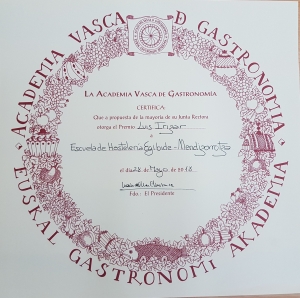 ACADEMIA VASCA Đ GASTRONOMIA
LA ACADEMIA VASCA DE GASTRONOMÍA
CERTIFICA:
Que a propuesta de la mayoría de su Junta Rectora
otorga el Premio Luis Irizar
a
Escuela de Hostelería Egibide-Mendizorrotza
el día 28 de Mayo de 2018
Fdo.: El Presidente
EUSKAL GASTRONOMI AKADEMIA